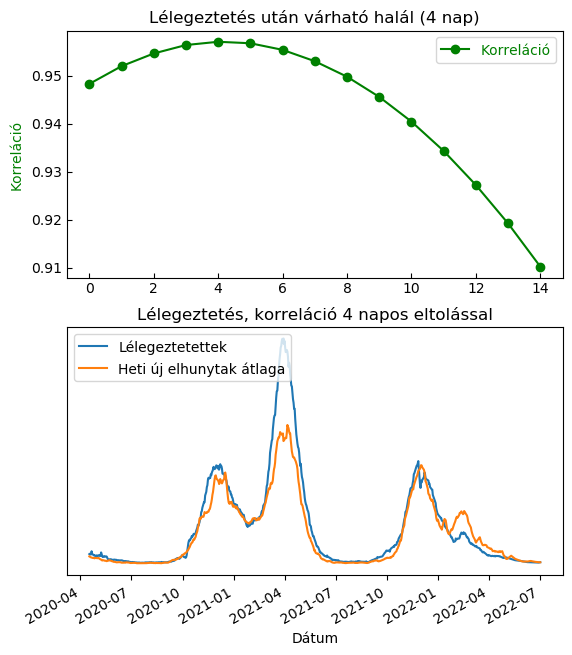 Lélegeztetés után várható halál (4 nap)
Korreláció
Korreláció
0.95
0.94
0.93
0.92
0.91
0 2 4 6 8 10 12 14
Lélegeztetés, korreláció 4 napos eltolással
Lélegeztetettek
Heti új elhunytak átlaga
2020-04 2020-07 2020-10 2021-01 2021-04 2021-07 2021-10 2022-01 2022-04 2022-07
Dátum